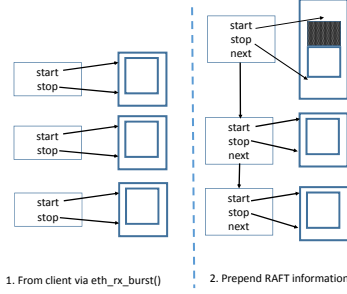 start
stop
start
stop
start
stop
1. From client via eth_rx_burst()
start
stop
next
start
stop
next
start
stop
next
2. Prepend RAFT information